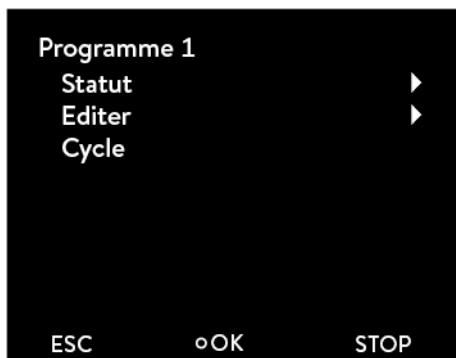 Programme 1
Statut
Editer
Cycle
ESC OK STOP